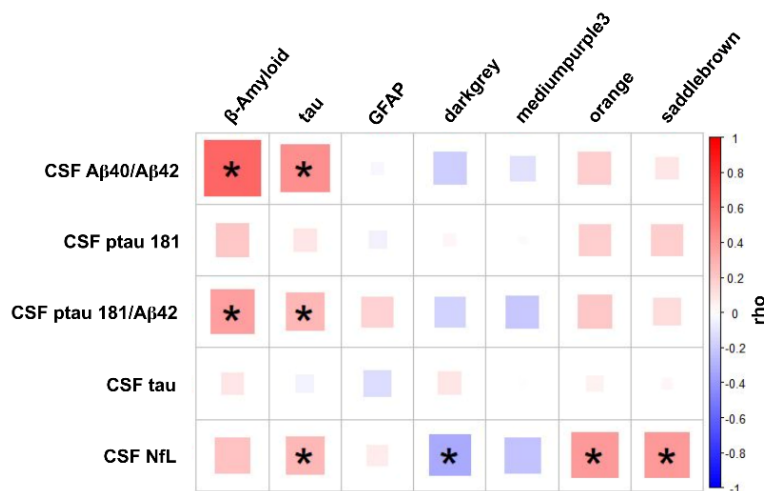 β-Amyloid
tau
GFAP
darkgrey
mediumpurple3
orange
saddlebrown
CSF Aβ40/Aβ42 * *
CSF ptau 181
CSF ptau 181/Aβ42 * *
CSF tau
CSF NfL * * * *
1
0.8
0.6
0.4
0.2
0
-0.2
-0.4
-0.6
-0.8
-1
rho